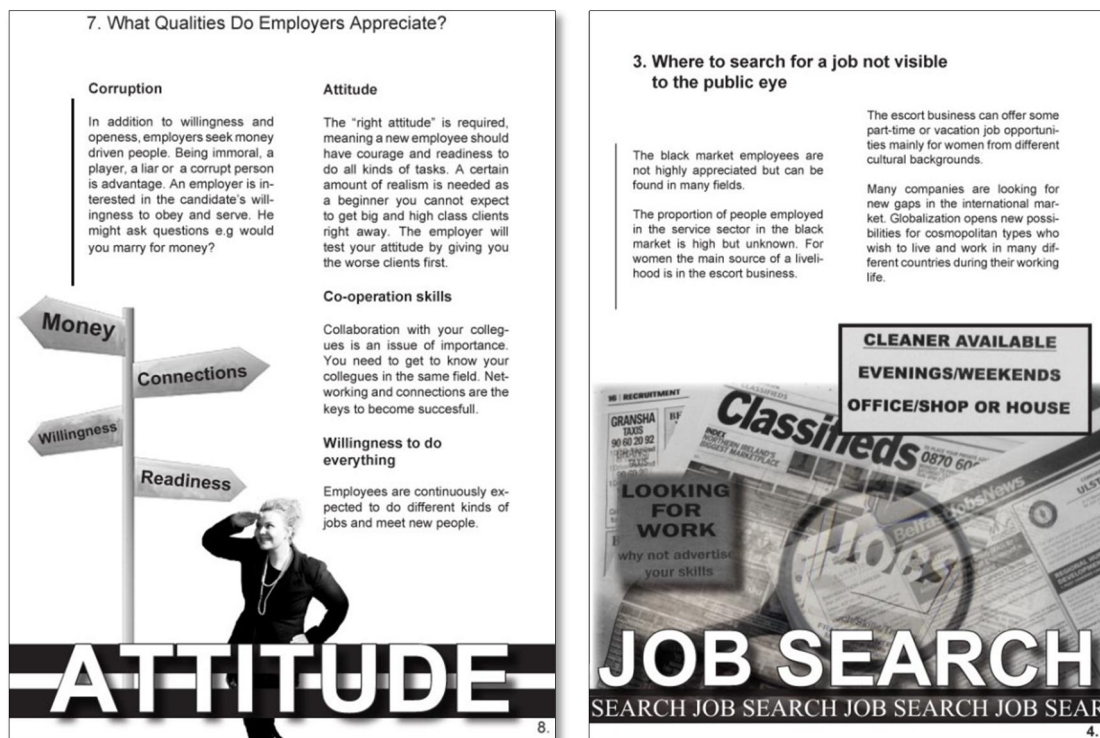 7. What Qualities Do Employers Appreciate?
Corruption
In addition to willingness and
openess, employers seek money
driven people. Being immoral, a
player, a liar or a corrupt person
is advantage. An employer is in-
terested in the candidate's will-
ingness to obey and serve. He
might ask questions e.g would
you marry for money?
Attitude
The "right attitude" is required,
meaning a new employee should
have courage and readiness to
do all kinds of tasks. A certain
amount of realism is needed as
a beginner you cannot expect
to get big and high class clients
right away. The employer will
test your attitude by giving you
the worse clients first.
Co-operation skills
Collaboration with your colleg-
ues is an issue of importance.
You need to get to know your
collegues in the same field. Net-
working and connections are the
keys to become succesfull.
Willingness to do
everything
Employees are continuously ex-
pected to do different kinds of
jobs and meet new people.
Money
Connections
Willingness
Readiness
ATTITUDE
8.
3. Where to search for a job not visible
to the public eye
The black market employees are
not highly appreciated but can be
found in many fields.
The proportion of people employed
in the service sector in the black
market is high but unknown. For
women the main source of a liveli-
hood is in the escort business.
The escort business can offer some
part-time or vacation job opportuni-
ties mainly for women from different
cultural backgrounds.
Many companies are looking for
new gaps in the international mar-
ket. Globalization opens new possi-
bilities for cosmopolitan types who
wish to live and work in many dif-
ferent countries during their working
life.
CLEANER AVAILABLE
EVENINGS/WEEKENDS
OFFICE/SHOP OR HOUSE
16 | RECRUITMENT
CLASSIFIEDS
GRANSHA
TAXIS
90 60 20 92
Classifieds
INDEX
NORTHERN IRELAND'S
BIGGEST MARKETPLACE
0870 60
LOOKING
FOR
WORK
why not advertise
your skills
BelfastJobsNews
ULST
JOBS
JOB SEARCH
SEARCH JOB SEARCH JOB SEARCH JOB SEAR
4.